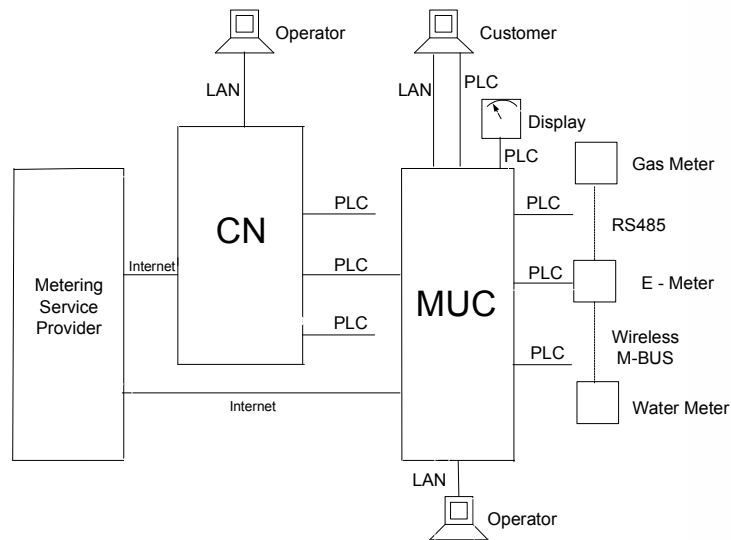 Operator
Customer
LAN
LAN
PLC
Display
PLC
Gas Meter
PLC
PLC
RS485
CN
Internet
PLC
PLC
E - Meter
Metering
Service
Provider
MUC
PLC
Wireless
M-BUS
PLC
Internet
Water Meter
LAN
Operator